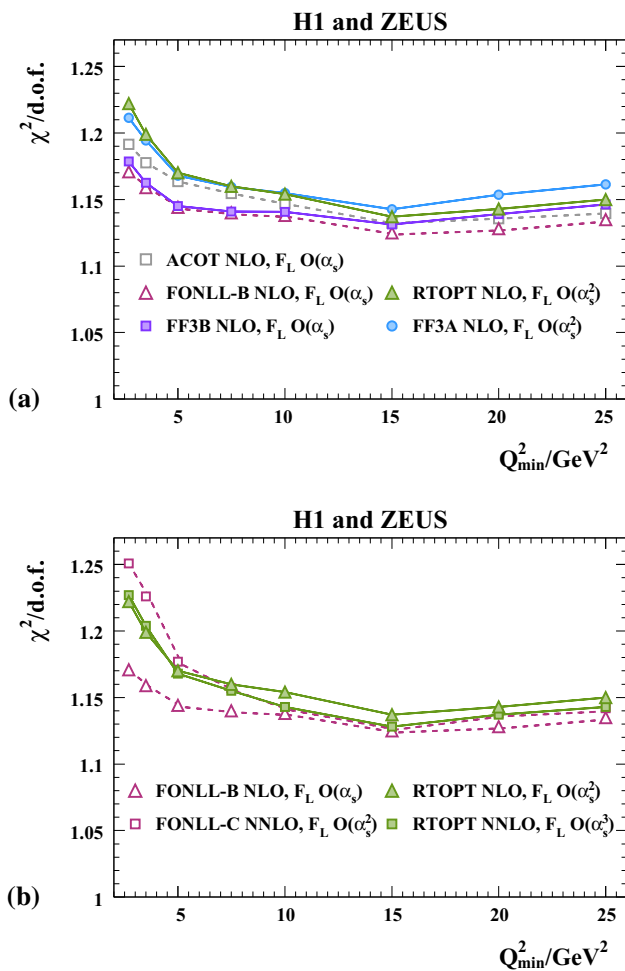 H1 and ZEUS
χ²/d.o.f.
1.25
1.2
1.15
1.1
1.05
1
ACOT NLO, F_L O(α_s)
FONLL-B NLO, F_L O(α_s)
RTOPT NLO, F_L O(α_s²)
FF3B NLO, F_L O(α_s)
FF3A NLO, F_L O(α_s²)
(a)
5 10 15 20 25
Q²_min/GeV²
H1 and ZEUS
χ²/d.o.f.
1.25
1.2
1.15
1.1
1.05
1
FONLL-B NLO, F_L O(α_s)
RTOPT NLO, F_L O(α_s²)
FONLL-C NNLO, F_L O(α_s²)
RTOPT NNLO, F_L O(α_s³)
(b)
5 10 15 20 25
Q²_min/GeV²